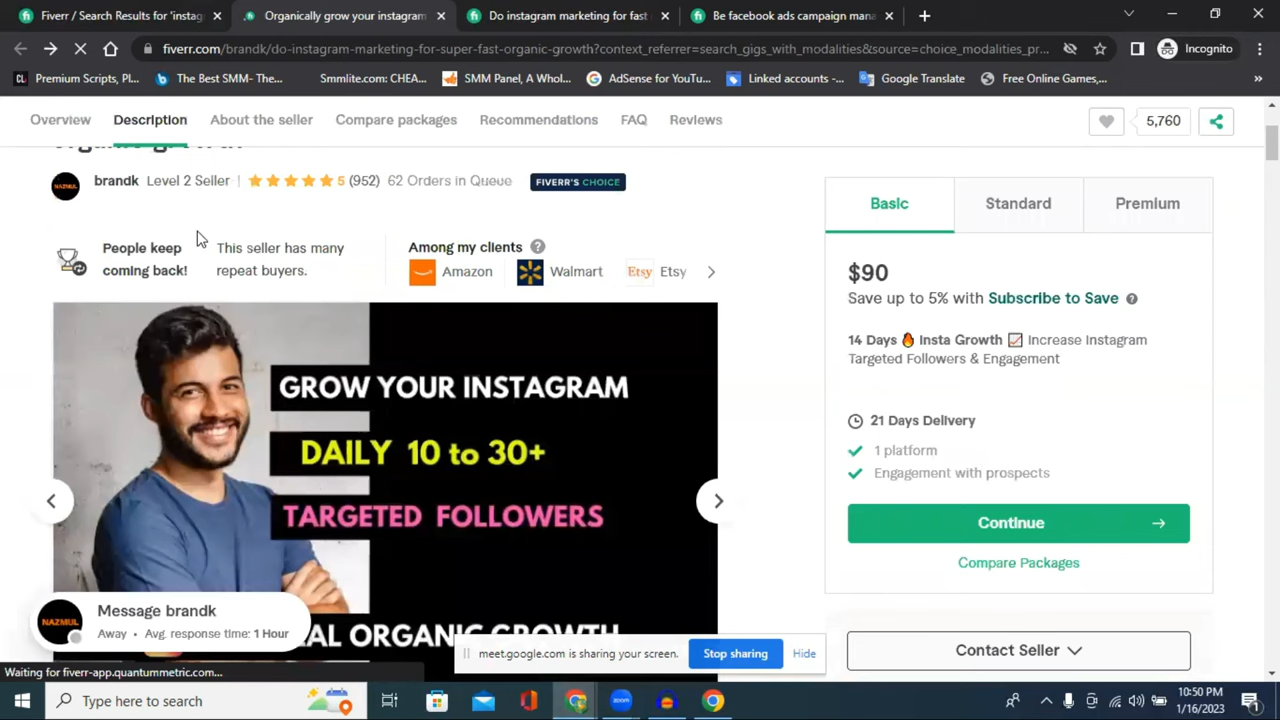 Fiverr / Search Results for 'instag
Organically grow your instagram
Do instagram marketing for fast
Be facebook ads campaign man
fiverr.com/brandk/do-instagram-marketing-for-super-fast-organic-growth?context_referrer=search_gigs_with_modalities&source=choice_modalities_pr...
Incognito
Premium Scripts, Pl...
The Best SMM- The...
Smmlite.com: CHEA...
SMM Panel, A Whol...
AdSense for YouTu...
Linked accounts -...
Google Translate
Free Online Games,...
Overview
Description
About the seller
Compare packages
Recommendations
FAQ
Reviews
5,760
organic growth
NAZMUL
brandk Level 2 Seller
5 (952) 62 Orders in Queue
FIVERR'S CHOICE
People keep
coming back!
This seller has many
repeat buyers.
Among my clients
Amazon
Walmart
Etsy Etsy
GROW YOUR INSTAGRAM
DAILY 10 to 30+
TARGETED FOLLOWERS
EAL ORGANIC GROWTH
Basic
Standard
Premium
$90
Save up to 5% with Subscribe to Save
14 Days Insta Growth Increase Instagram
Targeted Followers & Engagement
21 Days Delivery
1 platform
Engagement with prospects
Continue
Compare Packages
Contact Seller
NAZMUL
Message brandk
Away • Avg. response time: 1 Hour
meet.google.com is sharing your screen.
Stop sharing
Hide
Waiting for fiverr-app.quantummetric.com...
Type here to search
zoom
10:50 PM
1/16/2023